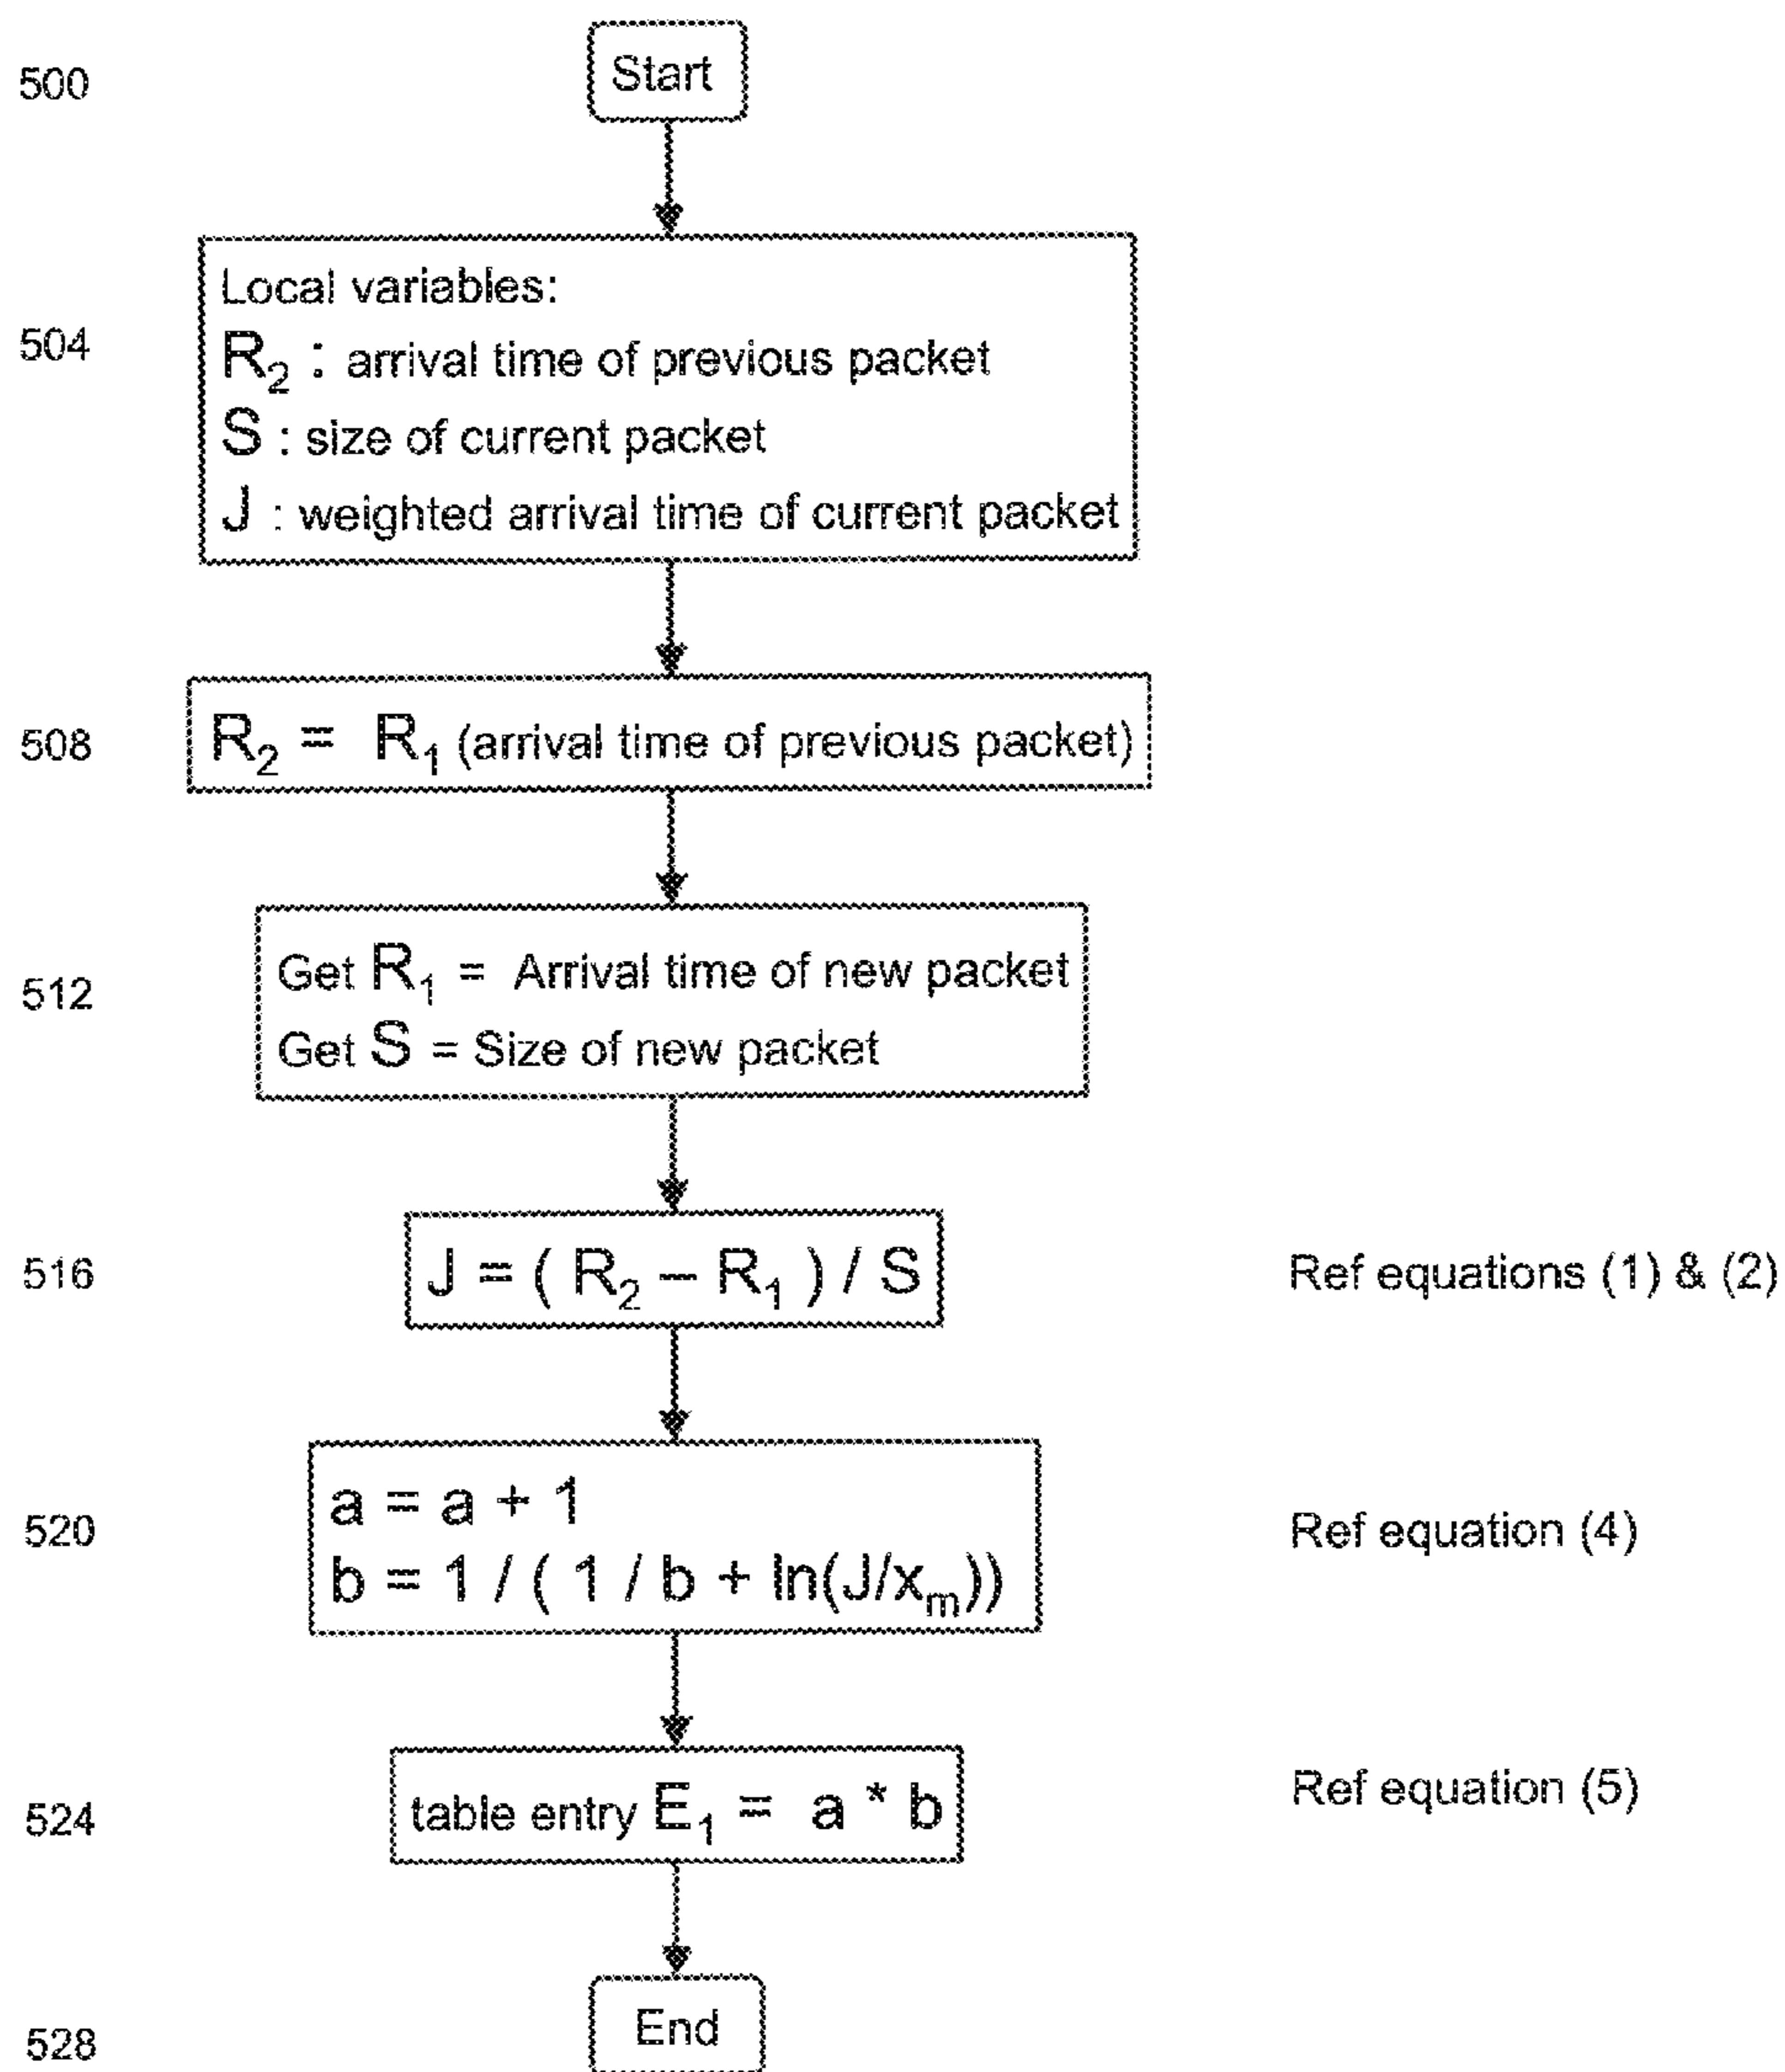 500
Start
504
Local variables:
R₂ : arrival time of previous packet
S : size of current packet
J : weighted arrival time of current packet
508
R₂ = R₁ (arrival time of previous packet)
512
Get R₁ = Arrival time of new packet
Get S = Size of new packet
516
J = ( R₂ – R₁ ) / S
Ref equations (1) & (2)
520
a = a + 1
b = 1 / ( 1 / b + ln(J/xₘ))
Ref equation (4)
524
table entry E₁ = a * b
Ref equation (5)
528
End